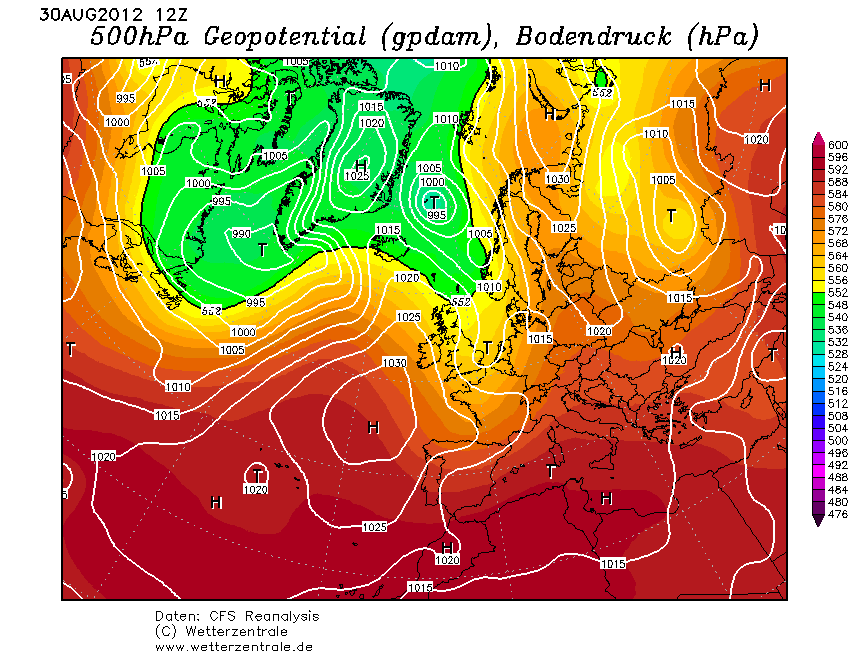 30AUG2012 12Z
500hPa Geopotential (gpdam), Bodendruck (hPa)
552 H 1005 1010 H
995 552 T 1015 1010 H 552 1015
1000 1020 1010 1020
1005 1005 H 1005 1030 1005
1000 1025 1000
995 T T
990 T 995 1015 1005 1025
1020 1010 1015
552 995 1025 552
1000 1015 1020
T 1005 1030 T H T
1010 1020
1015 H
1020
T T
1020 H H
1025
H
1020 1015
1015
600
596
592
588
584
580
576
572
568
564
560
556
552
548
544
540
536
532
528
524
520
516
512
508
504
500
496
492
488
484
480
476
Daten: CFS Reanalysis
(C) Wetterzentrale
www.wetterzentrale.de